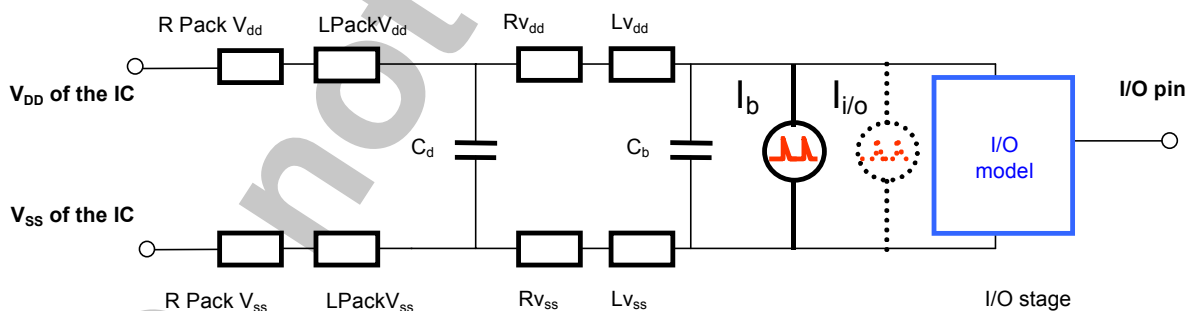 R Pack Vdd LPackVdd Rvdd Lvdd
VDD of the IC
Ib Ii/o
I/O pin
Cd Cb
I/O
model
VSS of the IC
R Pack Vss LPackVss Rvss Lvss I/O stage
not